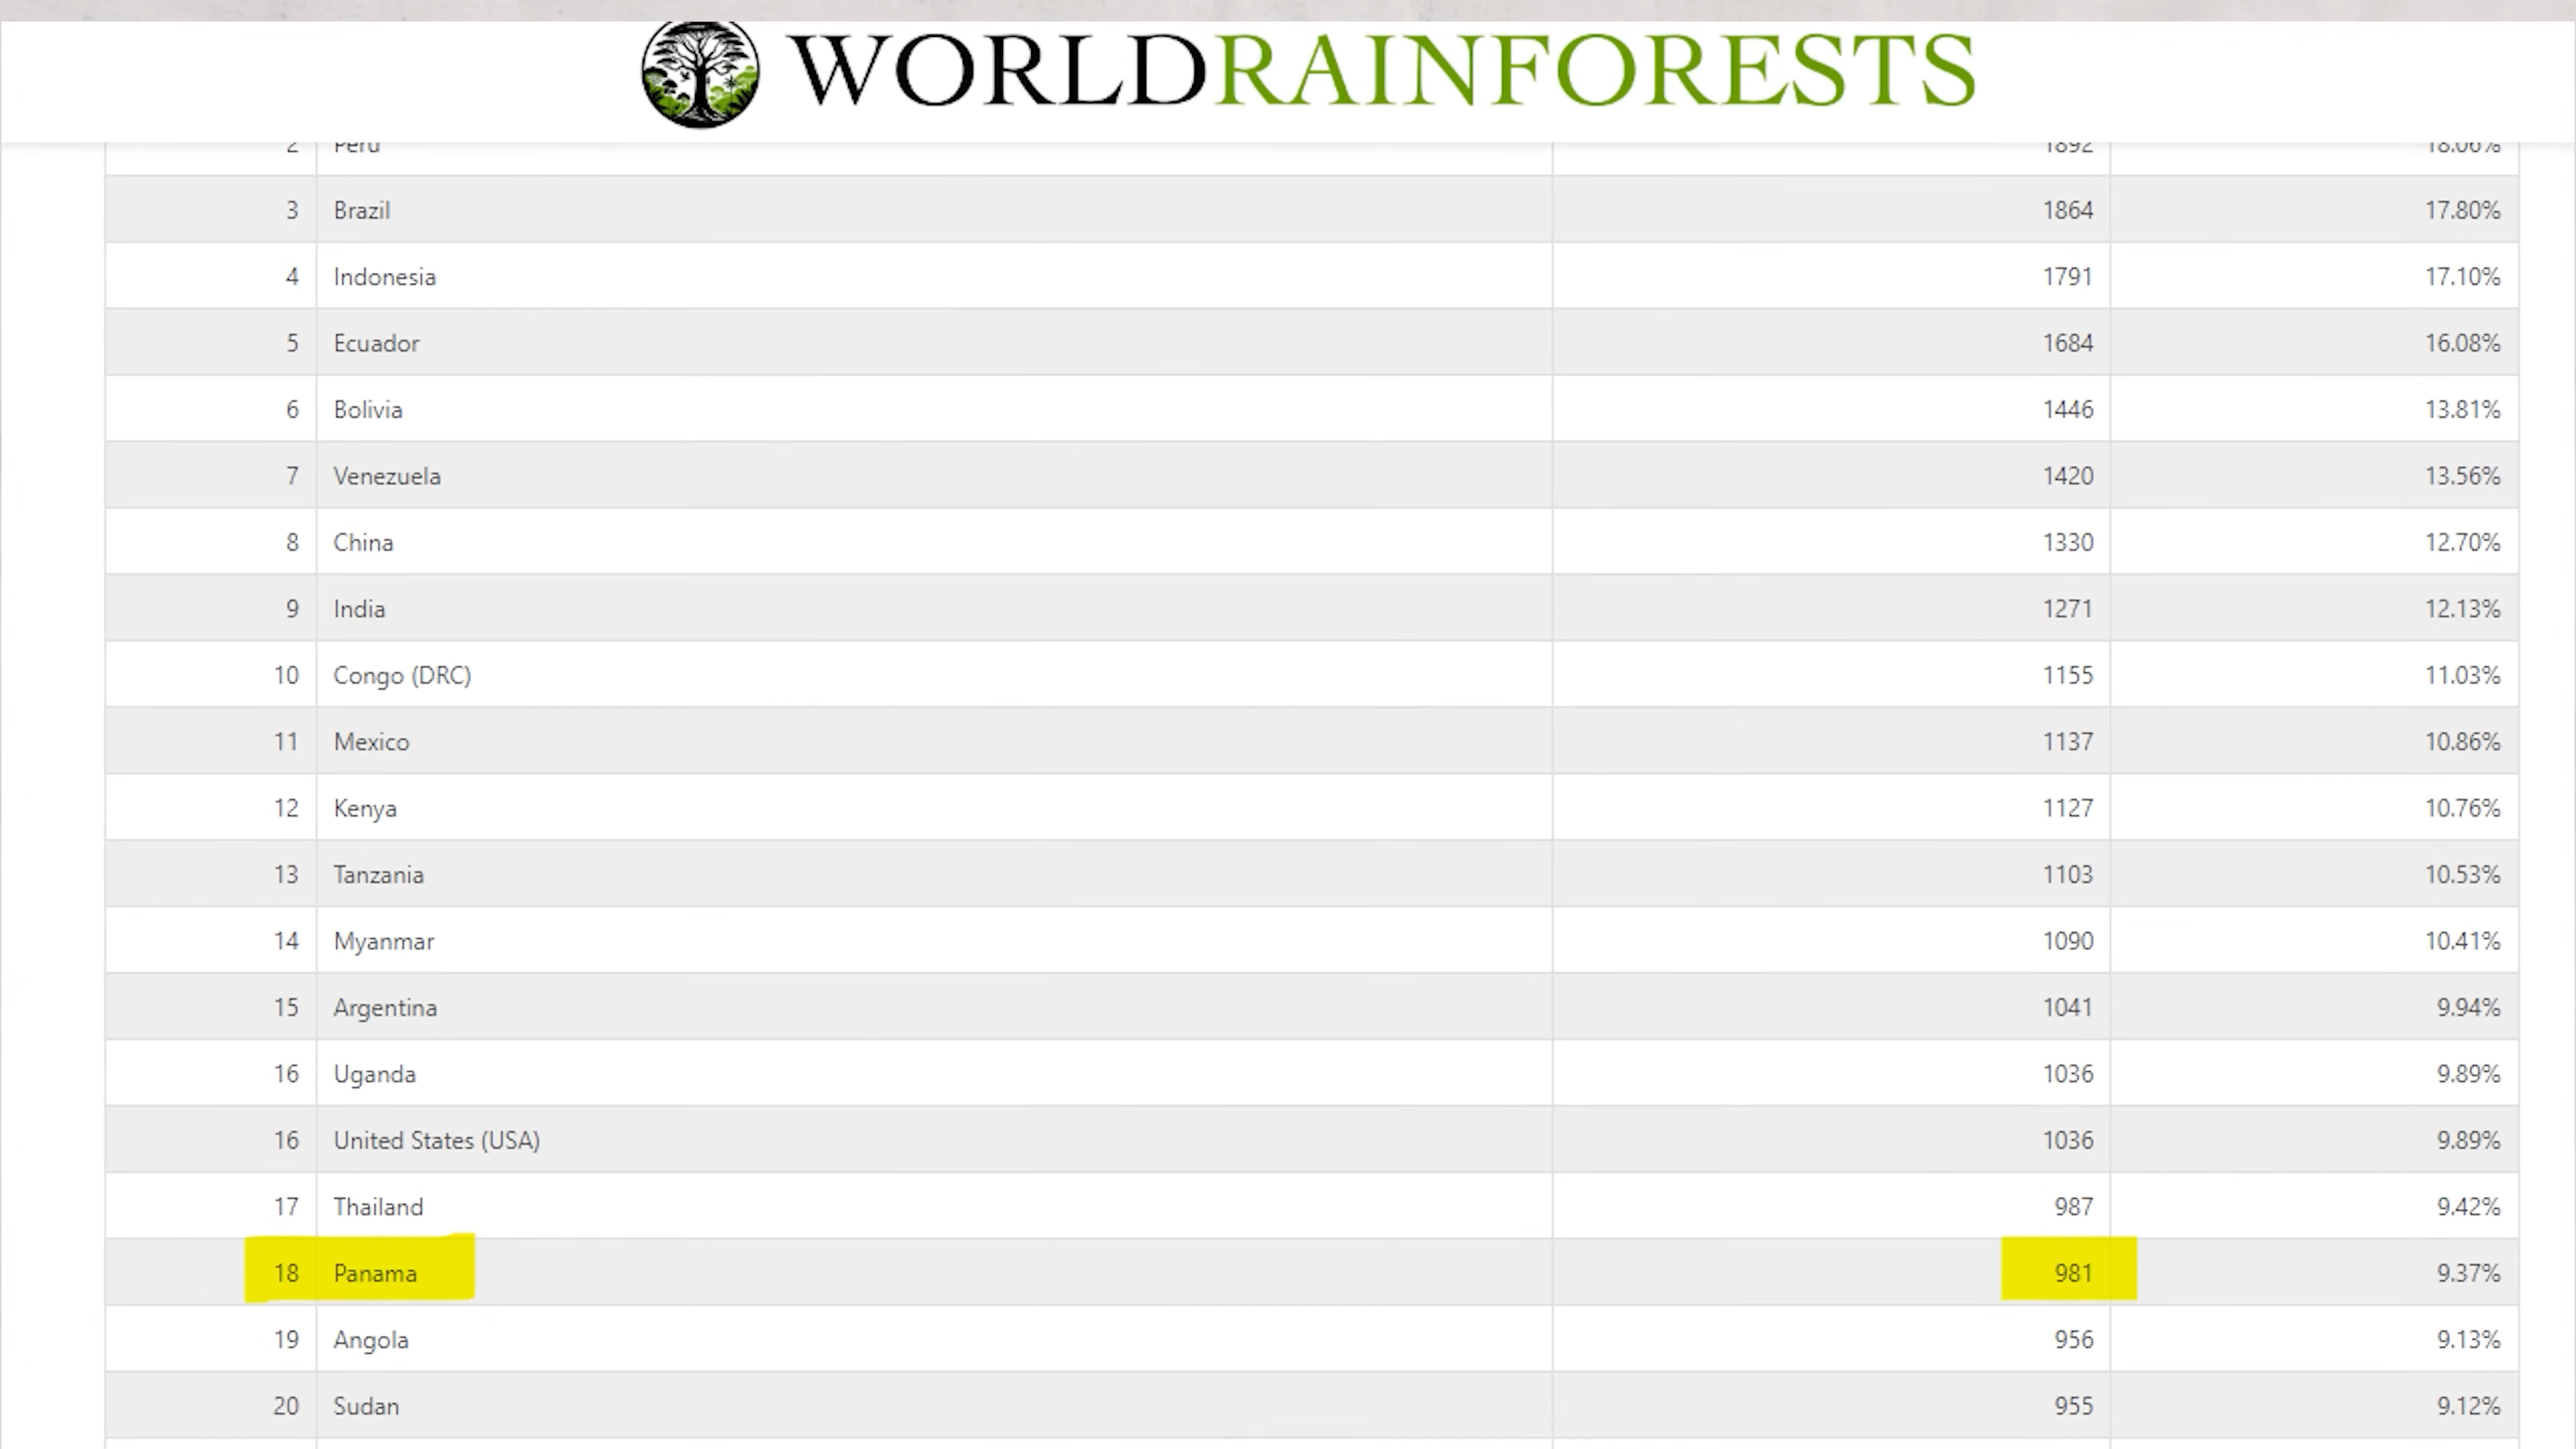 WORLDRAINFORESTS
2 Peru 1892 18.06%
3 Brazil 1864 17.80%
4 Indonesia 1791 17.10%
5 Ecuador 1684 16.08%
6 Bolivia 1446 13.81%
7 Venezuela 1420 13.56%
8 China 1330 12.70%
9 India 1271 12.13%
10 Congo (DRC) 1155 11.03%
11 Mexico 1137 10.86%
12 Kenya 1127 10.76%
13 Tanzania 1103 10.53%
14 Myanmar 1090 10.41%
15 Argentina 1041 9.94%
16 Uganda 1036 9.89%
16 United States (USA) 1036 9.89%
17 Thailand 987 9.42%
18 Panama 981 9.37%
19 Angola 956 9.13%
20 Sudan 955 9.12%